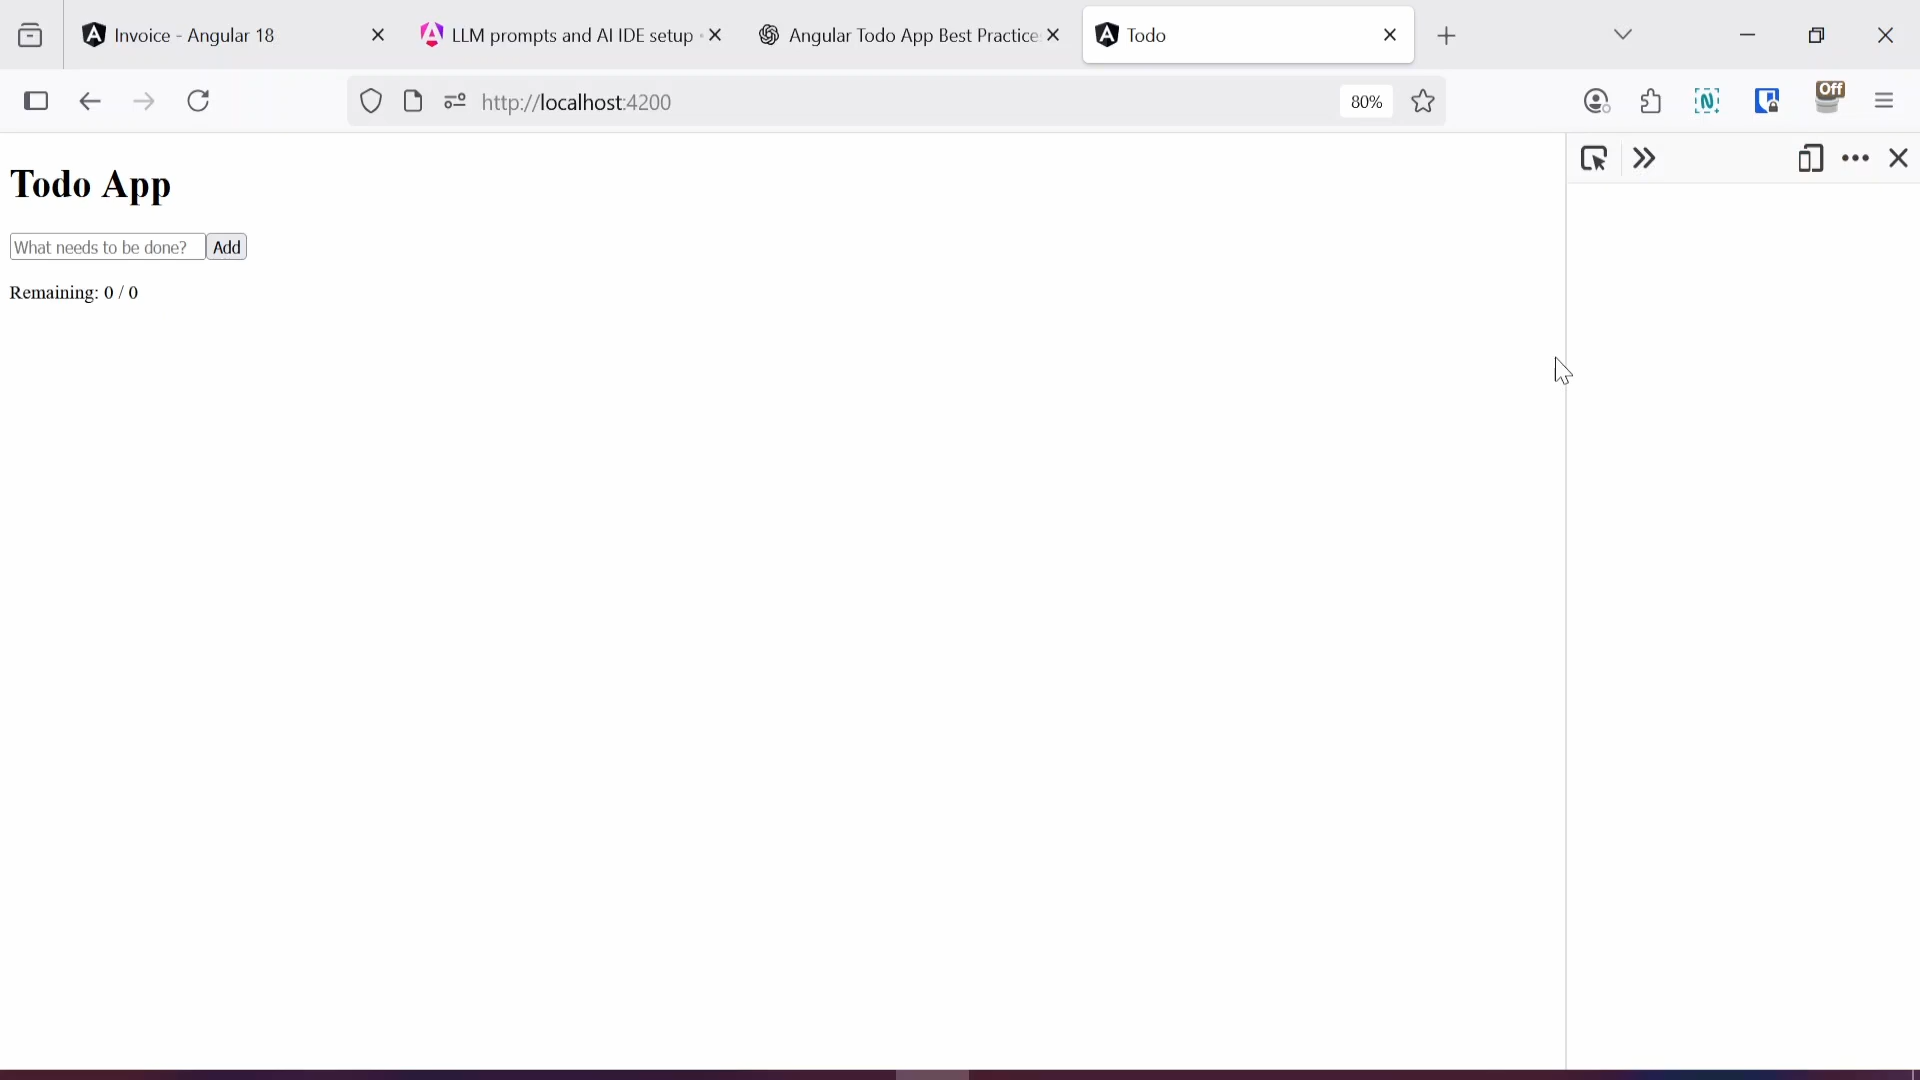 Invoice - Angular 18
LLM prompts and AI IDE setup
Angular Todo App Best Practice
Todo
http://localhost:4200
80%
Off
Todo App
What needs to be done?
Add
Remaining: 0 / 0